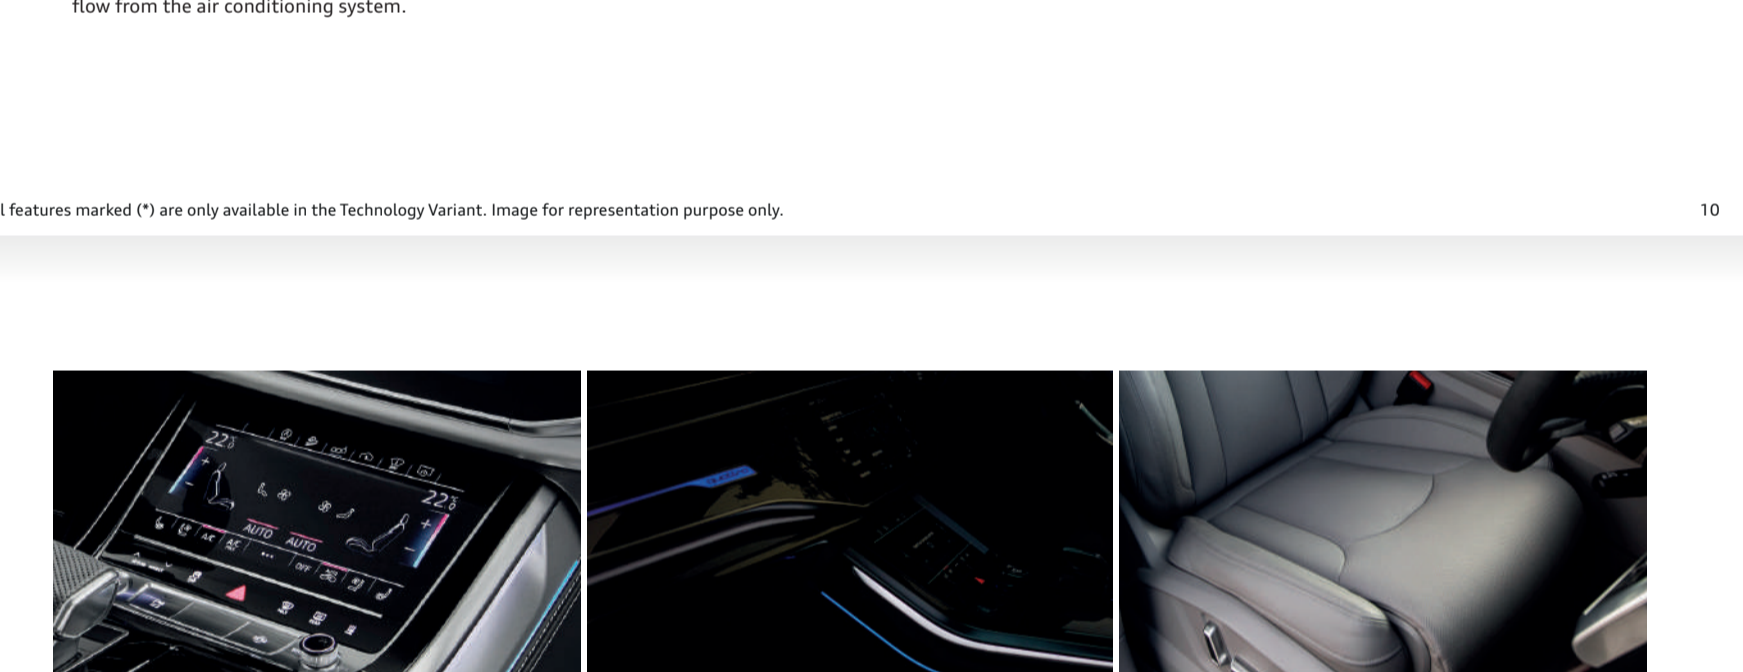 flow from the air conditioning system.
l features marked (*) are only available in the Technology Variant. Image for representation purpose only.
10
22
22
AUTO
AUTO
A/C
OFF